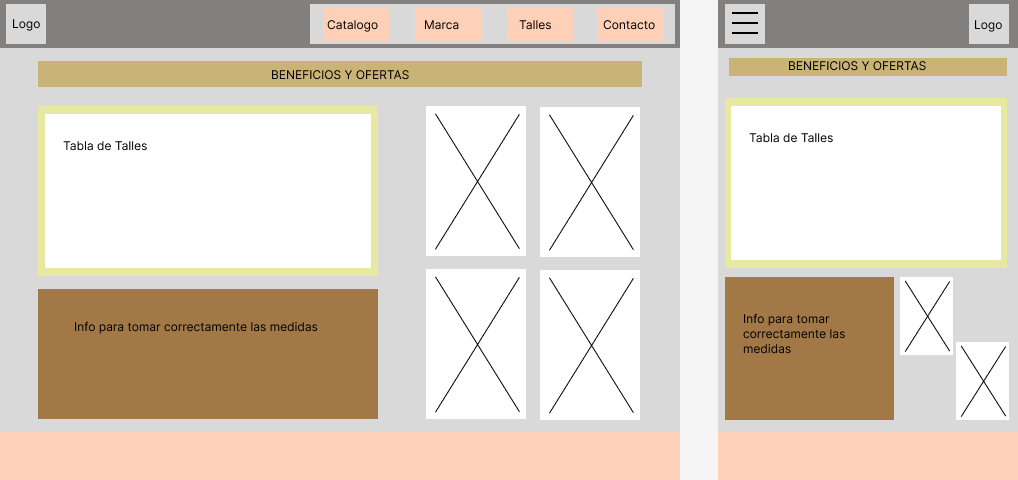 Logo
Catalogo
Marca
Talles
Contacto
BENEFICIOS Y OFERTAS
Tabla de Talles
Info para tomar correctamente las medidas
Logo
BENEFICIOS Y OFERTAS
Tabla de Talles
Info para tomar
correctamente las
medidas